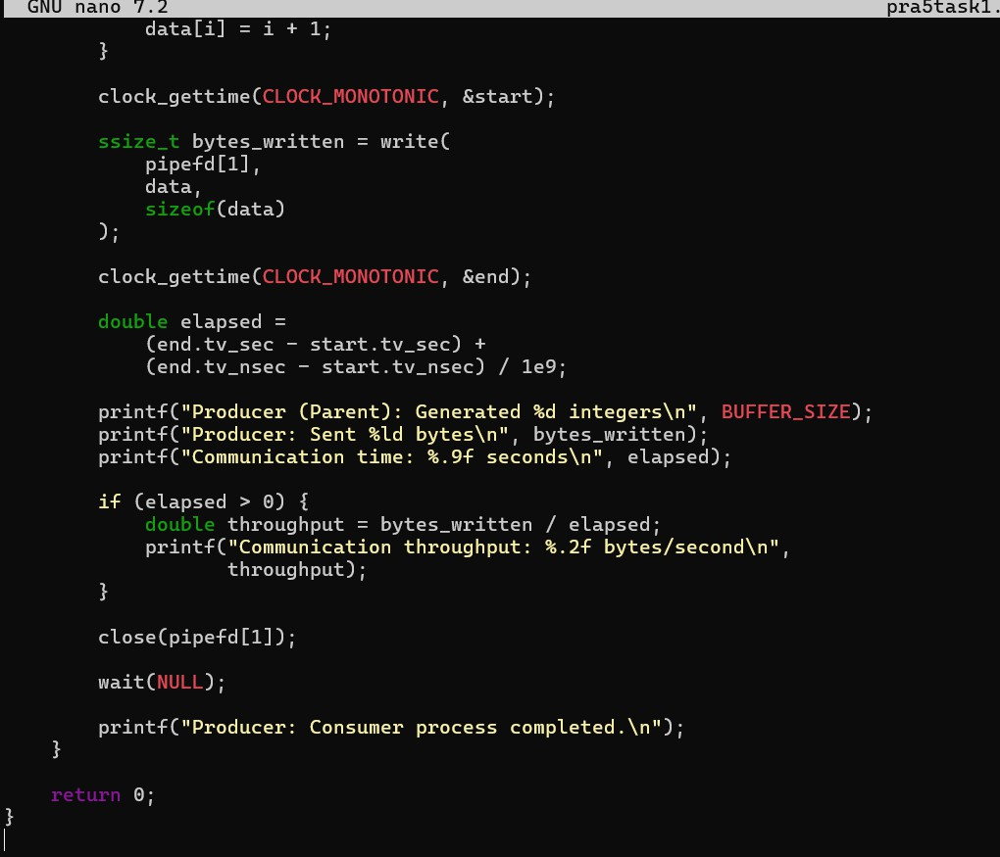 GNU nano 7.2 pra5task1.
            data[i] = i + 1;
        }

        clock_gettime(CLOCK_MONOTONIC, &start);

        ssize_t bytes_written = write(
            pipefd[1],
            data,
            sizeof(data)
        );

        clock_gettime(CLOCK_MONOTONIC, &end);

        double elapsed =
            (end.tv_sec - start.tv_sec) +
            (end.tv_nsec - start.tv_nsec) / 1e9;

        printf("Producer (Parent): Generated %d integers\n", BUFFER_SIZE);
        printf("Producer: Sent %ld bytes\n", bytes_written);
        printf("Communication time: %.9f seconds\n", elapsed);

        if (elapsed > 0) {
            double throughput = bytes_written / elapsed;
            printf("Communication throughput: %.2f bytes/second\n",
                   throughput);
        }

        close(pipefd[1]);

        wait(NULL);

        printf("Producer: Consumer process completed.\n");
    }

    return 0;
}